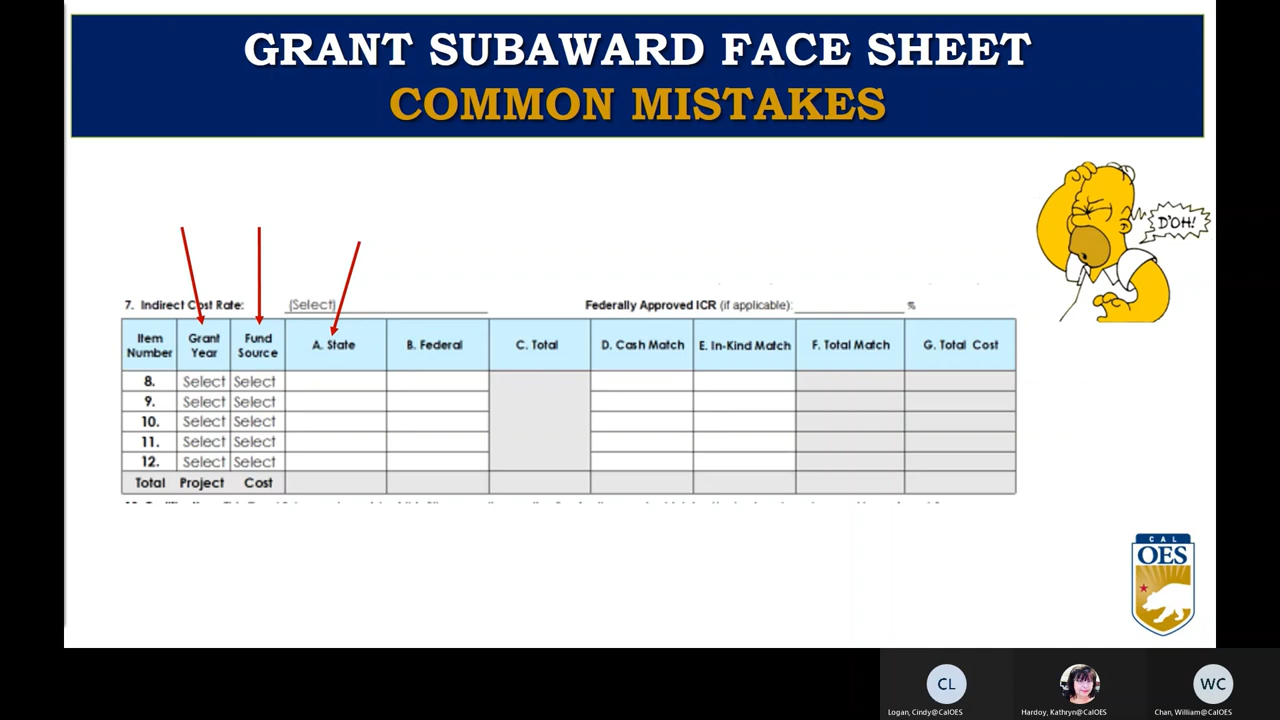 GRANT SUBAWARD FACE SHEET
COMMON MISTAKES
D'OH!
7. Indirect Cost Rate: (Select) Federally Approved ICR (if applicable): %
Item Number Grant Year Fund Source A. State B. Federal C. Total D. Cash Match E. In-Kind Match F. Total Match G. Total Cost
8. Select Select
9. Select Select
10. Select Select
11. Select Select
12. Select Select
Total Project Cost
CAL
OES
CL WC
Logan, Cindy@CalOES Hardoy, Kathryn@CalOES Chan, William@CalOES